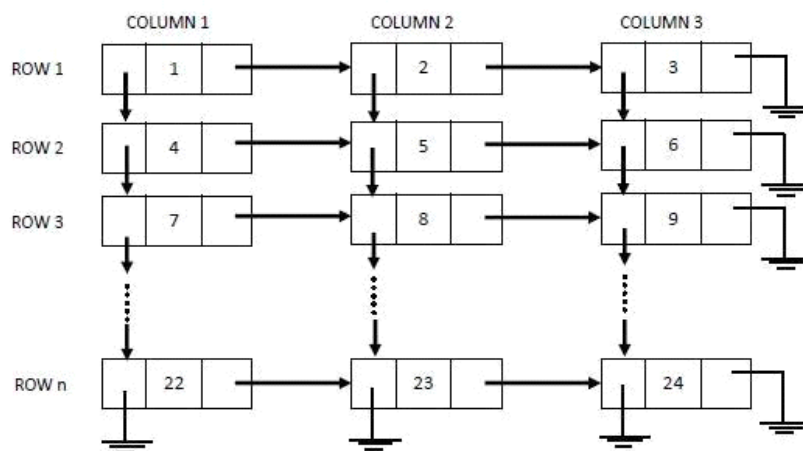 COLUMN 1 COLUMN 2 COLUMN 3
ROW 1 1 2 3
ROW 2 4 5 6
ROW 3 7 8 9
ROW n 22 23 24